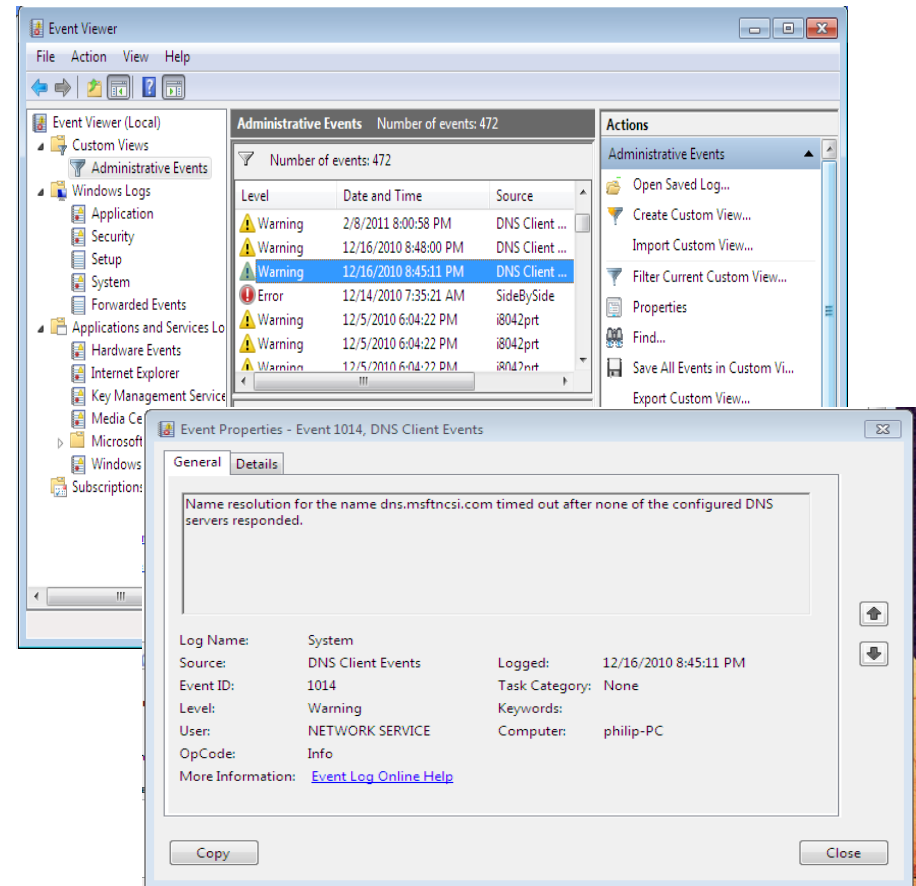 Event Viewer
File Action View Help
Event Viewer (Local)
Custom Views
Administrative Events
Windows Logs
Application
Security
Setup
System
Forwarded Events
Applications and Services Lo
Hardware Events
Internet Explorer
Key Management Service
Media Ce
Microsoft
Windows
Subscriptions
Administrative Events Number of events: 472
Number of events: 472
Level Date and Time Source
Warning 2/8/2011 8:00:58 PM DNS Client ...
Warning 12/16/2010 8:48:00 PM DNS Client ...
Warning 12/16/2010 8:45:11 PM DNS Client ...
Error 12/14/2010 7:35:21 AM SideBySide
Warning 12/5/2010 6:04:22 PM i8042prt
Warning 12/5/2010 6:04:22 PM i8042prt
Warning 12/5/2010 6:04:22 PM i8042prt
Actions
Administrative Events
Open Saved Log...
Create Custom View...
Import Custom View...
Filter Current Custom View...
Properties
Find...
Save All Events in Custom Vi...
Export Custom View...
Event Properties - Event 1014, DNS Client Events
General Details
Name resolution for the name dns.msftncsi.com timed out after none of the configured DNS
servers responded.
Log Name: System
Source: DNS Client Events Logged: 12/16/2010 8:45:11 PM
Event ID: 1014 Task Category: None
Level: Warning Keywords:
User: NETWORK SERVICE Computer: philip-PC
OpCode: Info
More Information: Event Log Online Help
Copy Close